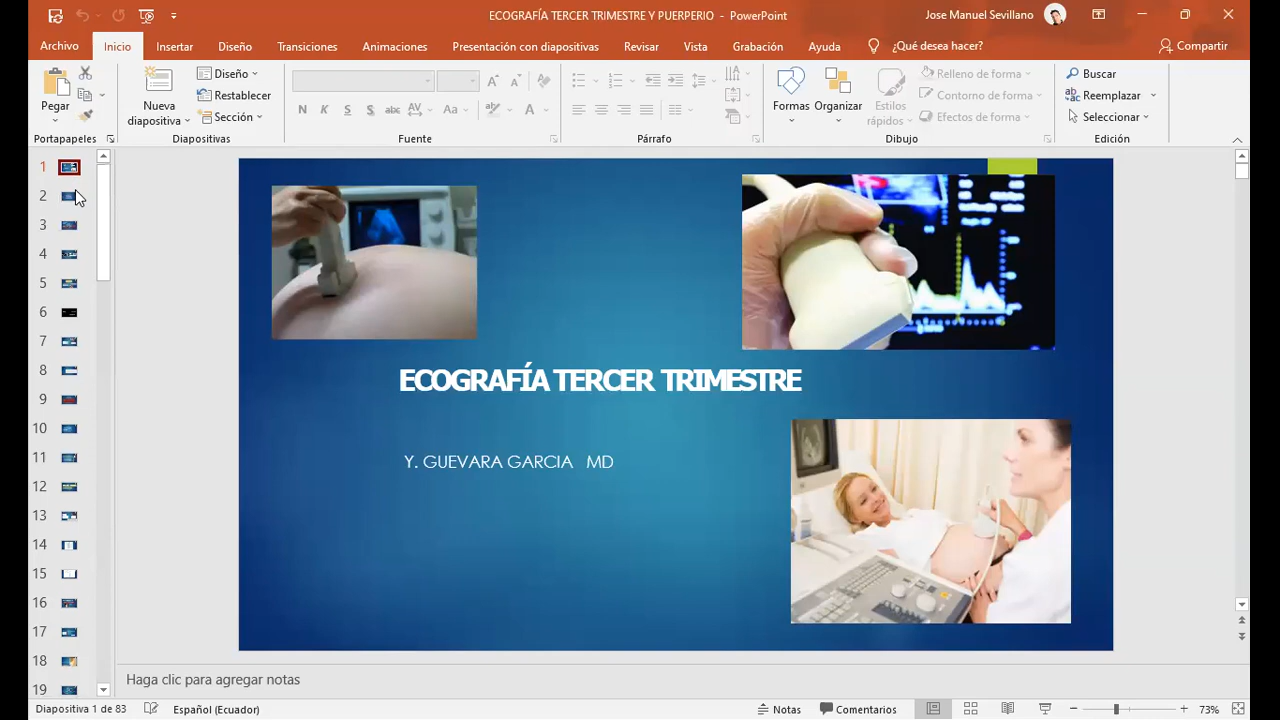 ECOGRAFÍA TERCER TRIMESTRE Y PUERPERIO - PowerPoint
Jose Manuel Sevillano
Archivo Inicio Insertar Diseño Transiciones Animaciones Presentación con diapositivas Revisar Vista Grabación Ayuda ¿Qué desea hacer? Compartir
Pegar
Nueva diapositiva
Diseño
Restablecer
Sección
N K S S abc AV Aa A
A A
Formas
Organizar
Estilos rápidos
Relleno de forma
Contorno de forma
Efectos de forma
Buscar
Reemplazar
Seleccionar
Portapapeles Diapositivas Fuente Párrafo Dibujo Edición
1
2
3
4
5
6
7
8
9
10
11
12
13
14
15
16
17
18
19
ECOGRAFÍA TERCER TRIMESTRE
Y. GUEVARA GARCIA MD
Haga clic para agregar notas
Diapositiva 1 de 83 Español (Ecuador) Notas Comentarios 73%